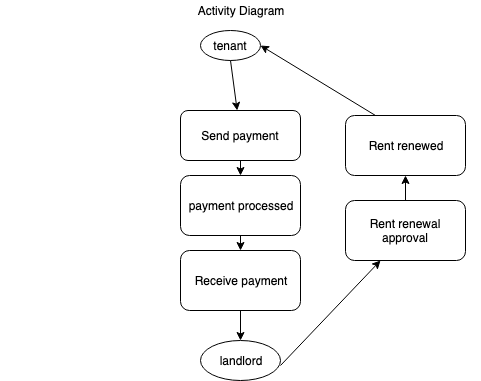 Activity Diagram
tenant
Send payment
payment processed
Receive payment
landlord
Rent renewed
Rent renewal
approval